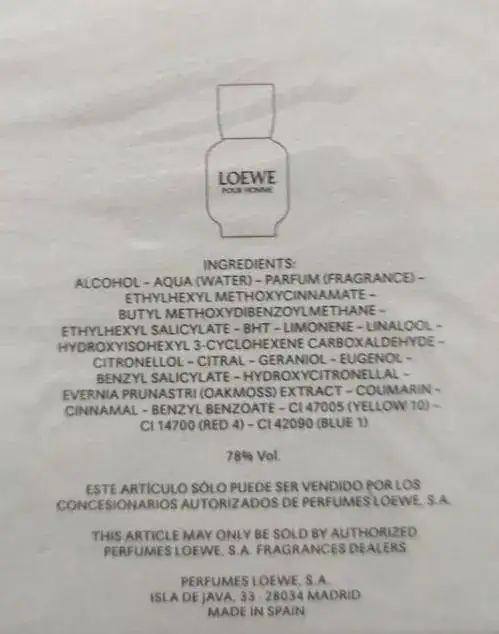 LOEWE
POUR HOMME
INGREDIENTS:
ALCOHOL - AQUA (WATER) - PARFUM (FRAGRANCE) -
ETHYLHEXYL METHOXYCINNAMATE -
BUTYL METHOXYDIBENZOYLMETHANE -
ETHYLHEXYL SALICYLATE - BHT - LIMONENE - LINALOOL -
HYDROXYISOHEXYL 3-CYCLOHEXENE CARBOXALDEHYDE -
CITRONELLOL - CITRAL - GERANIOL - EUGENOL -
BENZYL SALICYLATE - HYDROXYCITRONELLAL -
EVERNIA PRUNASTRI (OAKMOSS) EXTRACT - COUMARIN -
CINNAMAL - BENZYL BENZOATE - CI 47005 (YELLOW 10) -
CI 14700 (RED 4) - CI 42090 (BLUE 1)
78% Vol.
ESTE ARTÍCULO SÓLO PUEDE SER VENDIDO POR LOS
CONCESIONARIOS AUTORIZADOS DE PERFUMES LOEWE, S.A.
THIS ARTICLE MAY ONLY BE SOLD BY AUTHORIZED
PERFUMES LOEWE, S.A. FRAGRANCES DEALERS
PERFUMES LOEWE, S.A.
ISLA DE JAVA, 33 - 28034 MADRID
MADE IN SPAIN